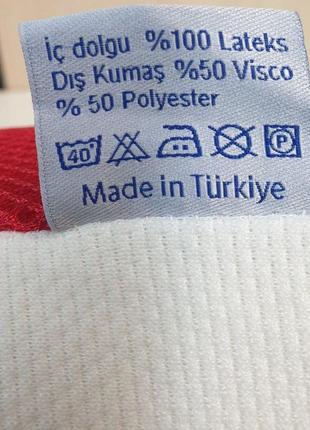 İç dolgu %100 Lateks
Dış Kumaş %50 Visco
% 50 Polyester
40°
P
Made in Türkiye